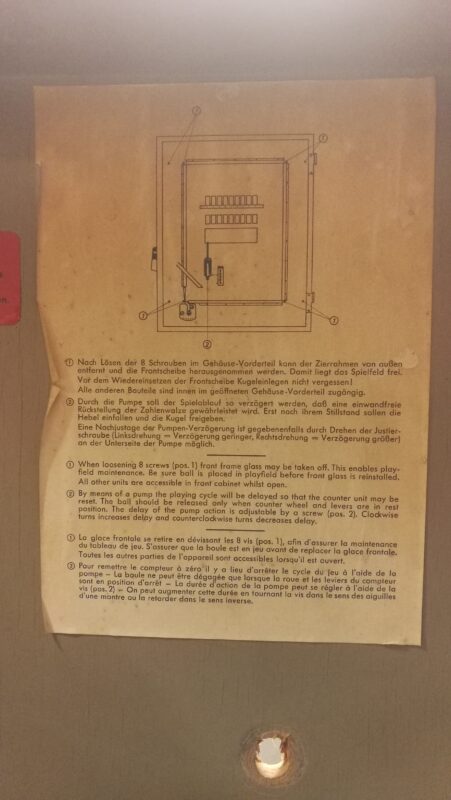 ① Nach Lösen der 8 Schrauben im Gehäuse-Vorderteil kann der Zierrahmen von außen
entfernt und die Frontscheibe herausgenommen werden. Damit liegt das Spielfeld frei.
Vor dem Wiedereinsetzen der Frontscheibe Kugeleinlegen nicht vergessen!
Alle anderen Bauteile sind innen im geöffneten Gehäuse-Vorderteil zugängig.
② Durch die Pumpe soll der Spielablauf so verzögert werden, daß eine einwandfreie
Rückstellung der Zahlenwalze gewährleistet wird. Erst nach ihrem Stillstand sollen die
Hebel einfallen und die Kugel freigeben.
Eine Nachjustage der Pumpen-Verzögerung ist gegebenenfalls durch Drehen der Justier-
schraube (Linksdrehung = Verzögerung geringer, Rechtsdrehung = Verzögerung größer)
an der Unterseite der Pumpe möglich.
① When loosening 8 screws (pos. 1) front frame glass may be taken off. This enables play-
field maintenance. Be sure ball is placed in playfield before front glass is reinstalled.
All other units are accessible in front cabinet whilst open.
② By means of a pump the playing cycle will be delayed so that the counter unit may be
reset. The ball should be released only when counter wheel and levers are in rest
position. The delay of the pump action is adjustable by a screw (pos. 2). Clockwise
turns increases delay and counterclockwise turns decreases delay.
① La glace frontale se retire en dévissant les 8 vis (pos. 1), afin d'assurer la maintenance
du tableau de jeu. S'assurer que la boule est en jeu avant de replacer la glace frontale.
Toutes les autres parties de l'appareil sont accessibles lorsqu'il est ouvert.
② Pour remettre le compteur à zéro il y a lieu d'arrêter le cycle du jeu à l'aide de la
pompe – La boule ne peut être dégagée que lorsque la roue et les leviers du compteur
sont en position d'arrêt – La durée d'action de la pompe peut se régler à l'aide de la
vis (pos. 2) – On peut augmenter cette durée en tournant la vis dans le sens des aiguilles
d'une montre ou la retarder dans le sens inverse.